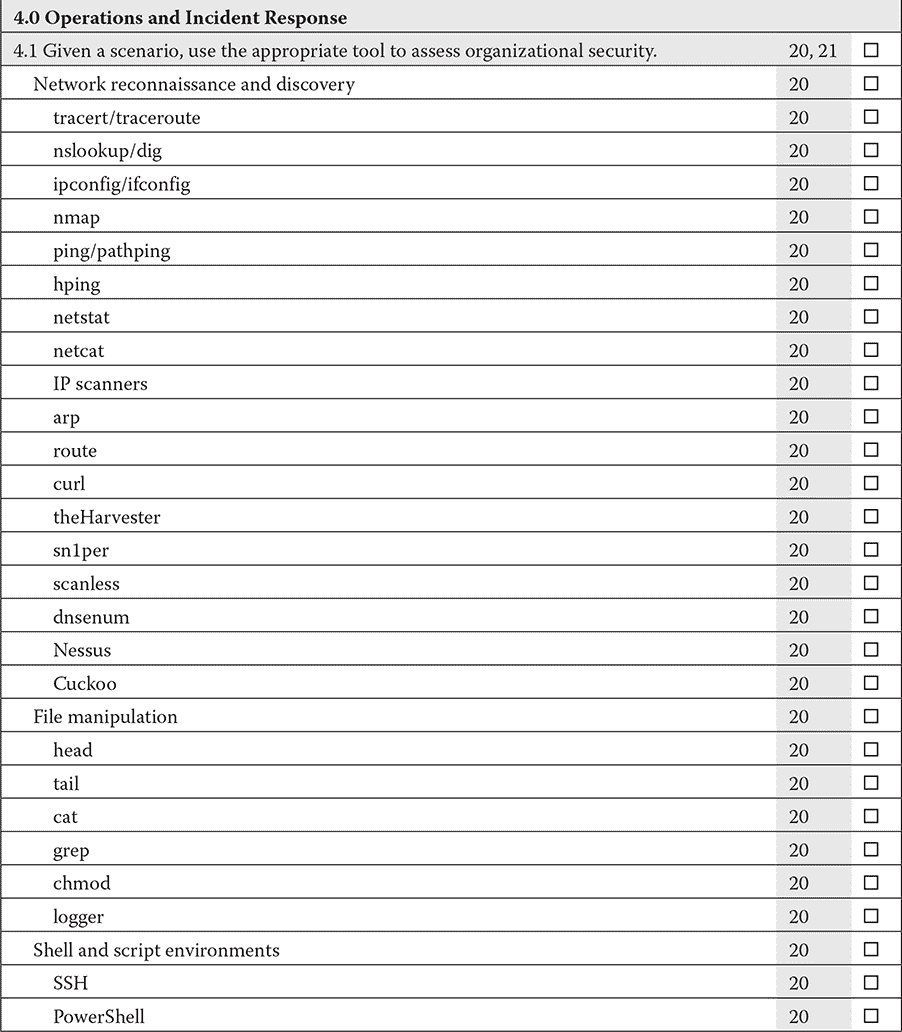 4.0 Operations and Incident Response
4.1 Given a scenario, use the appropriate tool to assess organizational security. 20, 21 ☐
Network reconnaissance and discovery 20 ☐
tracert/traceroute 20 ☐
nslookup/dig 20 ☐
ipconfig/ifconfig 20 ☐
nmap 20 ☐
ping/pathping 20 ☐
hping 20 ☐
netstat 20 ☐
netcat 20 ☐
IP scanners 20 ☐
arp 20 ☐
route 20 ☐
curl 20 ☐
theHarvester 20 ☐
sn1per 20 ☐
scanless 20 ☐
dnsenum 20 ☐
Nessus 20 ☐
Cuckoo 20 ☐
File manipulation 20 ☐
head 20 ☐
tail 20 ☐
cat 20 ☐
grep 20 ☐
chmod 20 ☐
logger 20 ☐
Shell and script environments 20 ☐
SSH 20 ☐
PowerShell 20 ☐